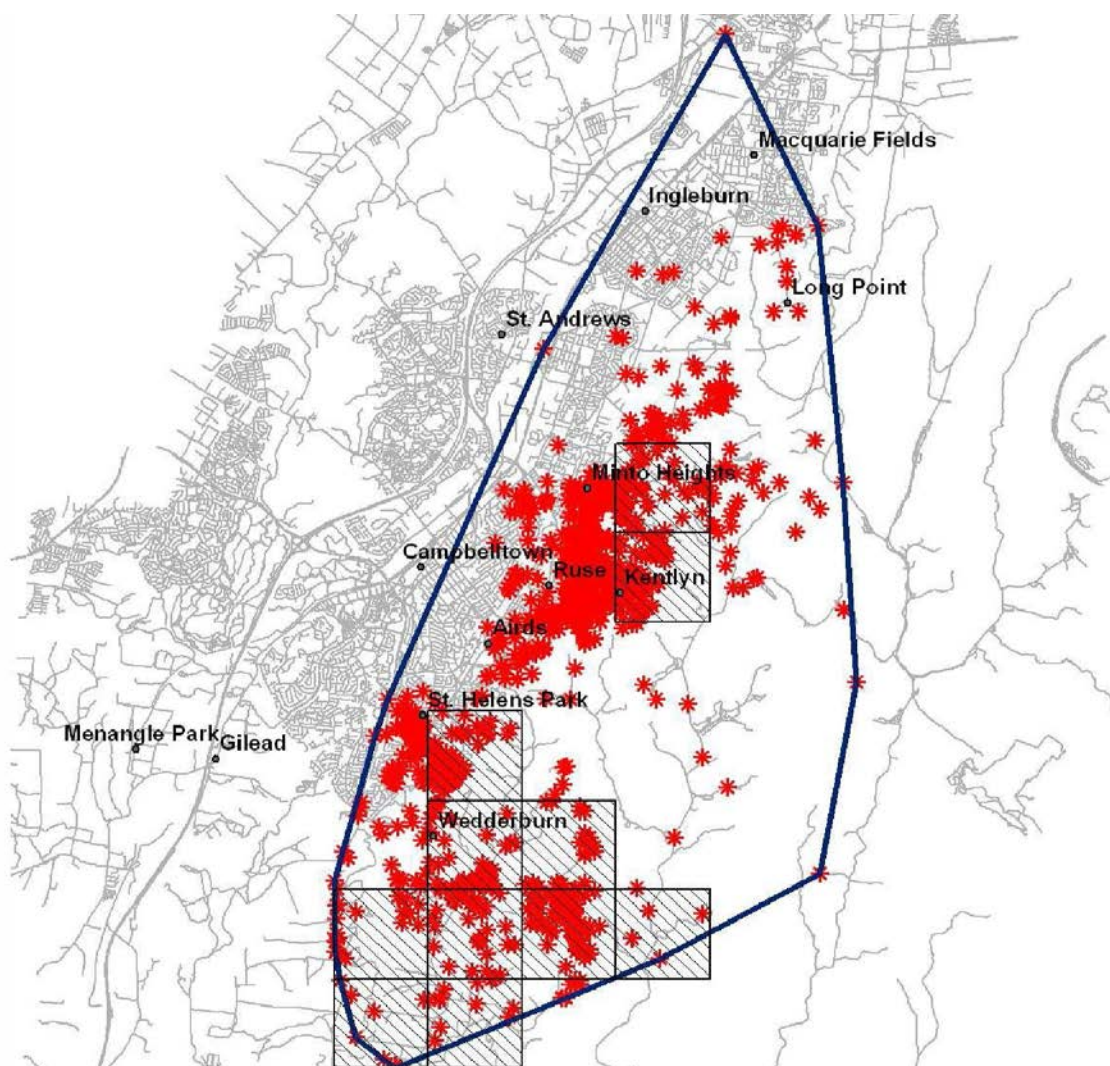 Macquarie Fields
Ingleburn
Long Point
St. Andrews
Minto Heights
Campbelltown
Ruse
Kentlyn
Airds
St. Helens Park
Menangle Park
Gilead
Wedderburn